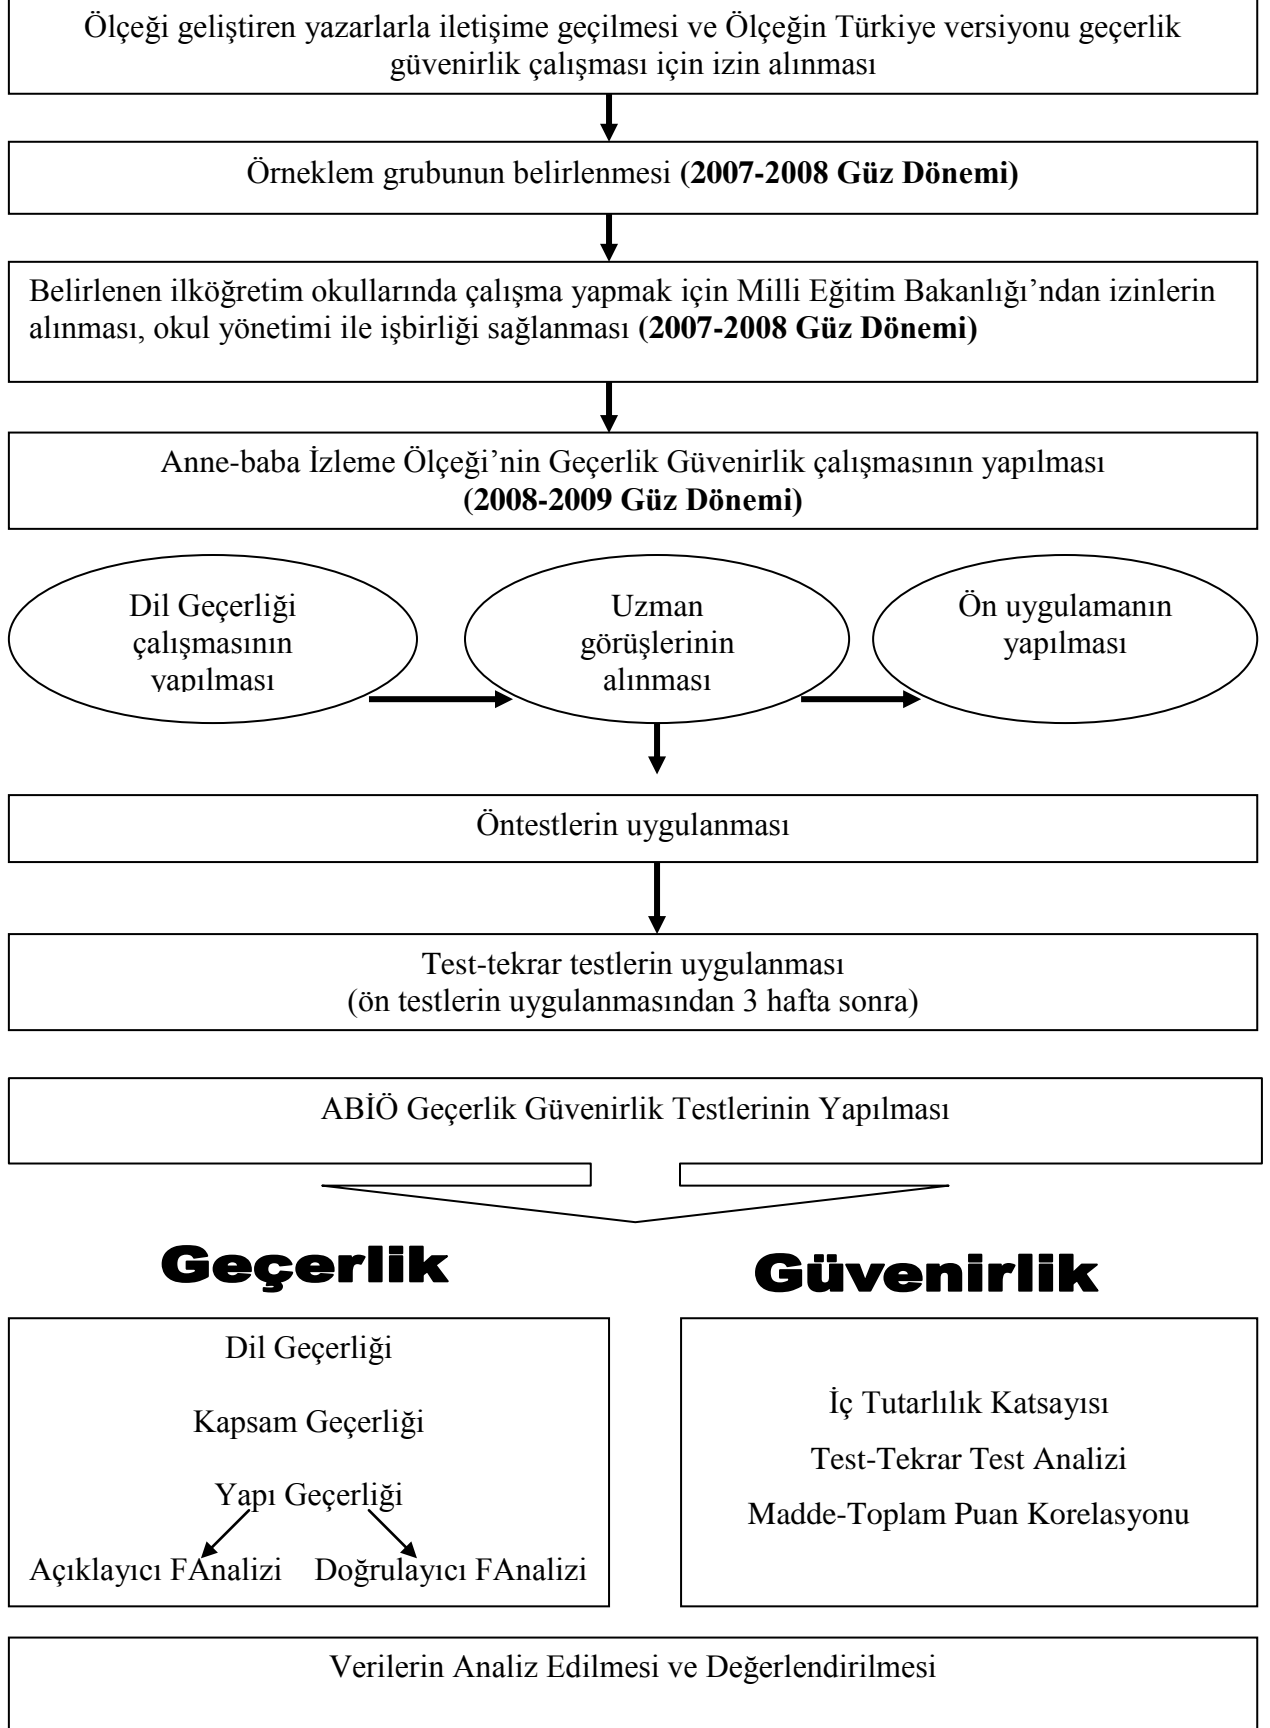 Ölçeği geliştiren yazarlarla iletişime geçilmesi ve Ölçeğin Türkiye versiyonu geçerlik
güvenirlik çalışması için izin alınması
Örneklem grubunun belirlenmesi (2007-2008 Güz Dönemi)
Belirlenen ilköğretim okullarında çalışma yapmak için Milli Eğitim Bakanlığı’ndan izinlerin
alınması, okul yönetimi ile işbirliği sağlanması (2007-2008 Güz Dönemi)
Anne-baba İzleme Ölçeği’nin Geçerlik Güvenirlik çalışmasının yapılması
(2008-2009 Güz Dönemi)
Dil Geçerliği
çalışmasının
yapılması
Uzman
görüşlerinin
alınması
Ön uygulamanın
yapılması
Öntestlerin uygulanması
Test-tekrar testlerin uygulanması
(ön testlerin uygulanmasından 3 hafta sonra)
ABİÖ Geçerlik Güvenirlik Testlerinin Yapılması
Geçerlik
Dil Geçerliği
Kapsam Geçerliği
Yapı Geçerliği
Açıklayıcı FAnalizi Doğrulayıcı FAnalizi
Güvenirlik
İç Tutarlılık Katsayısı
Test-Tekrar Test Analizi
Madde-Toplam Puan Korelasyonu
Verilerin Analiz Edilmesi ve Değerlendirilmesi